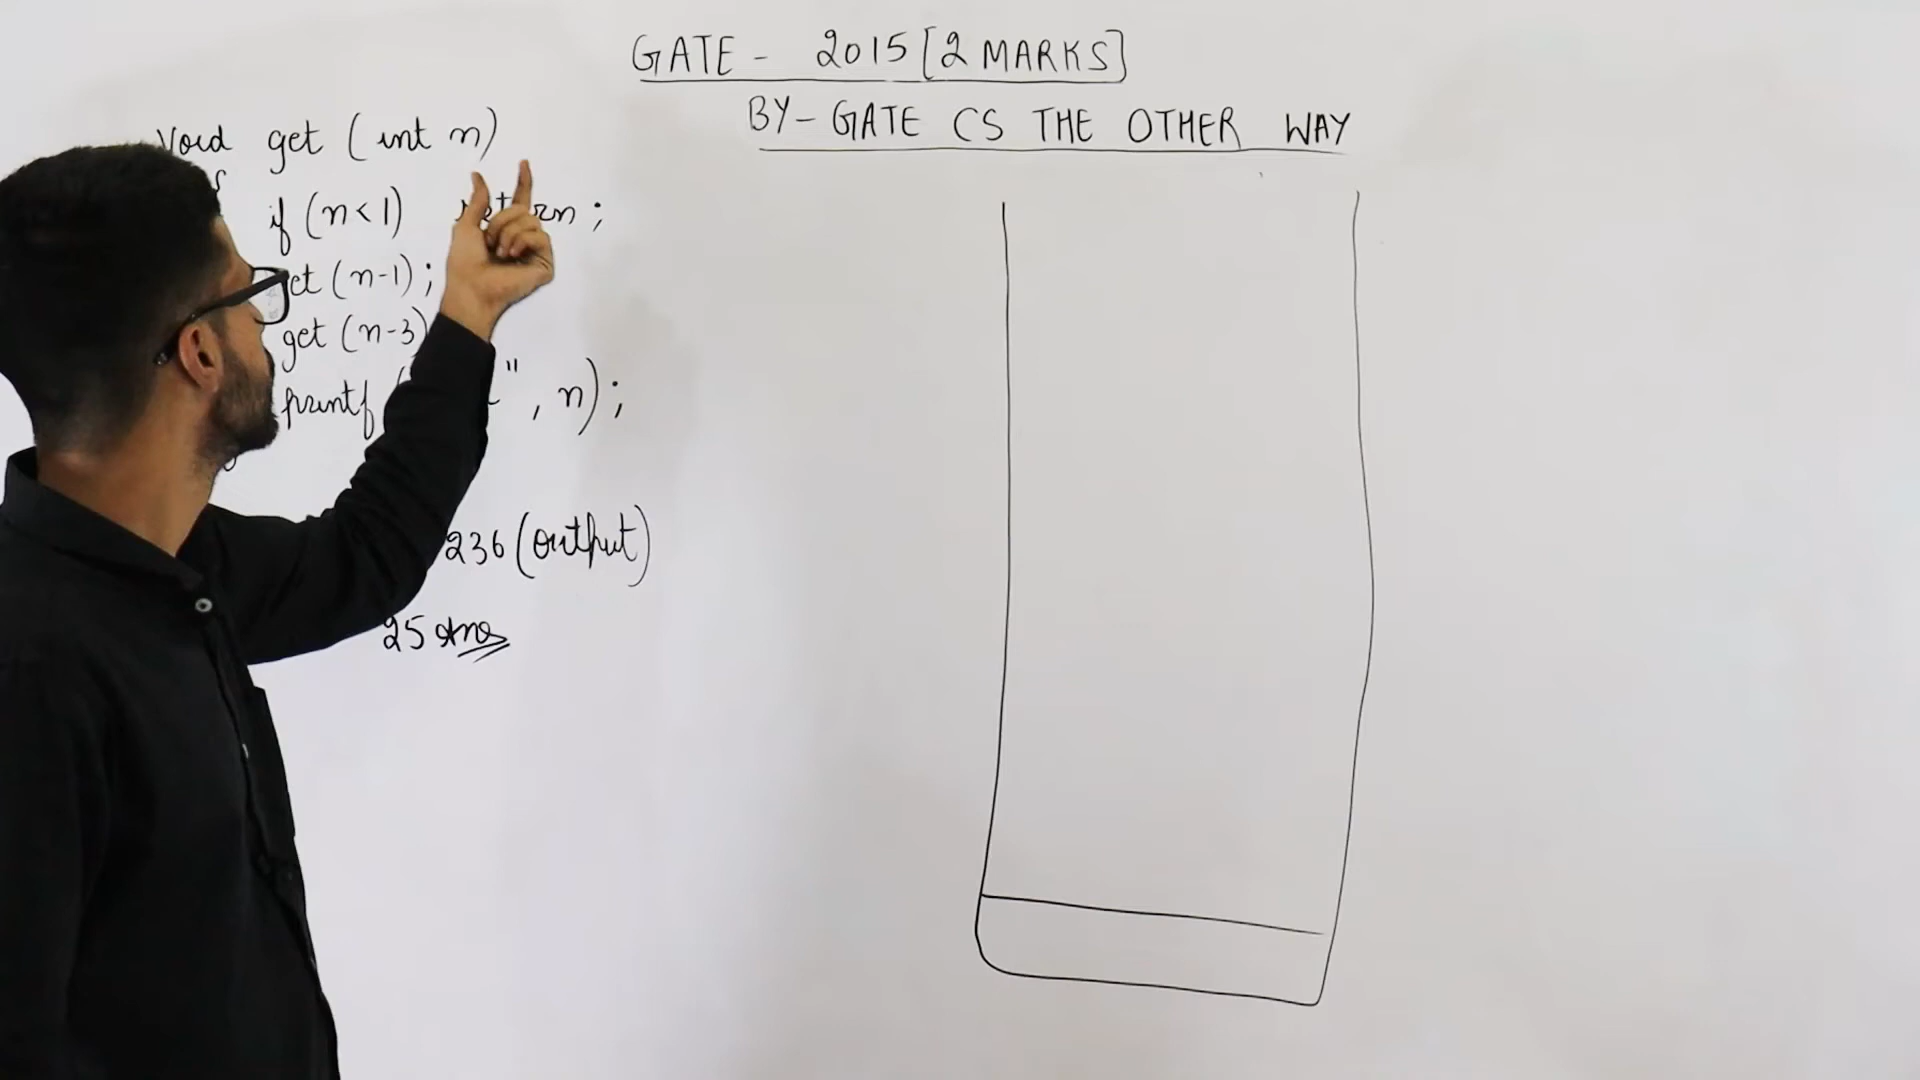 GATE - 2015 [2 MARKS]
BY- GATE CS THE OTHER WAY
void get (int n)
if (n<1) return;
get (n-1);
get (n-3)
printf ( " , n);
236 (output)
25 Ans